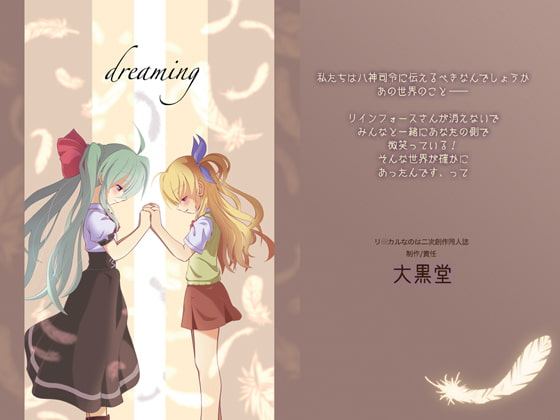 dreaming
私たちは八神司令に伝えるべきなんでしょうか
あの世界のこと――
リインフォースさんが消えないで
みんなと一緒にあなたの側で
微笑っている!
そんな世界が確かに
あったんです、って
リ○カルなのは二次創作同人誌
制作/責任
大黒堂